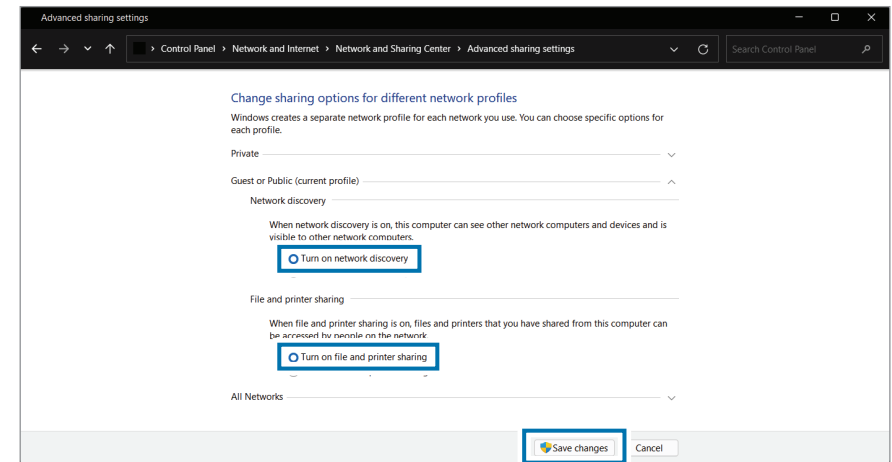 Advanced sharing settings
Control Panel > Network and Internet > Network and Sharing Center > Advanced sharing settings
Search Control Panel
Change sharing options for different network profiles
Windows creates a separate network profile for each network you use. You can choose specific options for
each profile.
Private
Guest or Public (current profile)
Network discovery
When network discovery is on, this computer can see other network computers and devices and is
visible to other network computers.
Turn on network discovery
File and printer sharing
When file and printer sharing is on, files and printers that you have shared from this computer can
be accessed by people on the network.
Turn on file and printer sharing
All Networks
Save changes
Cancel